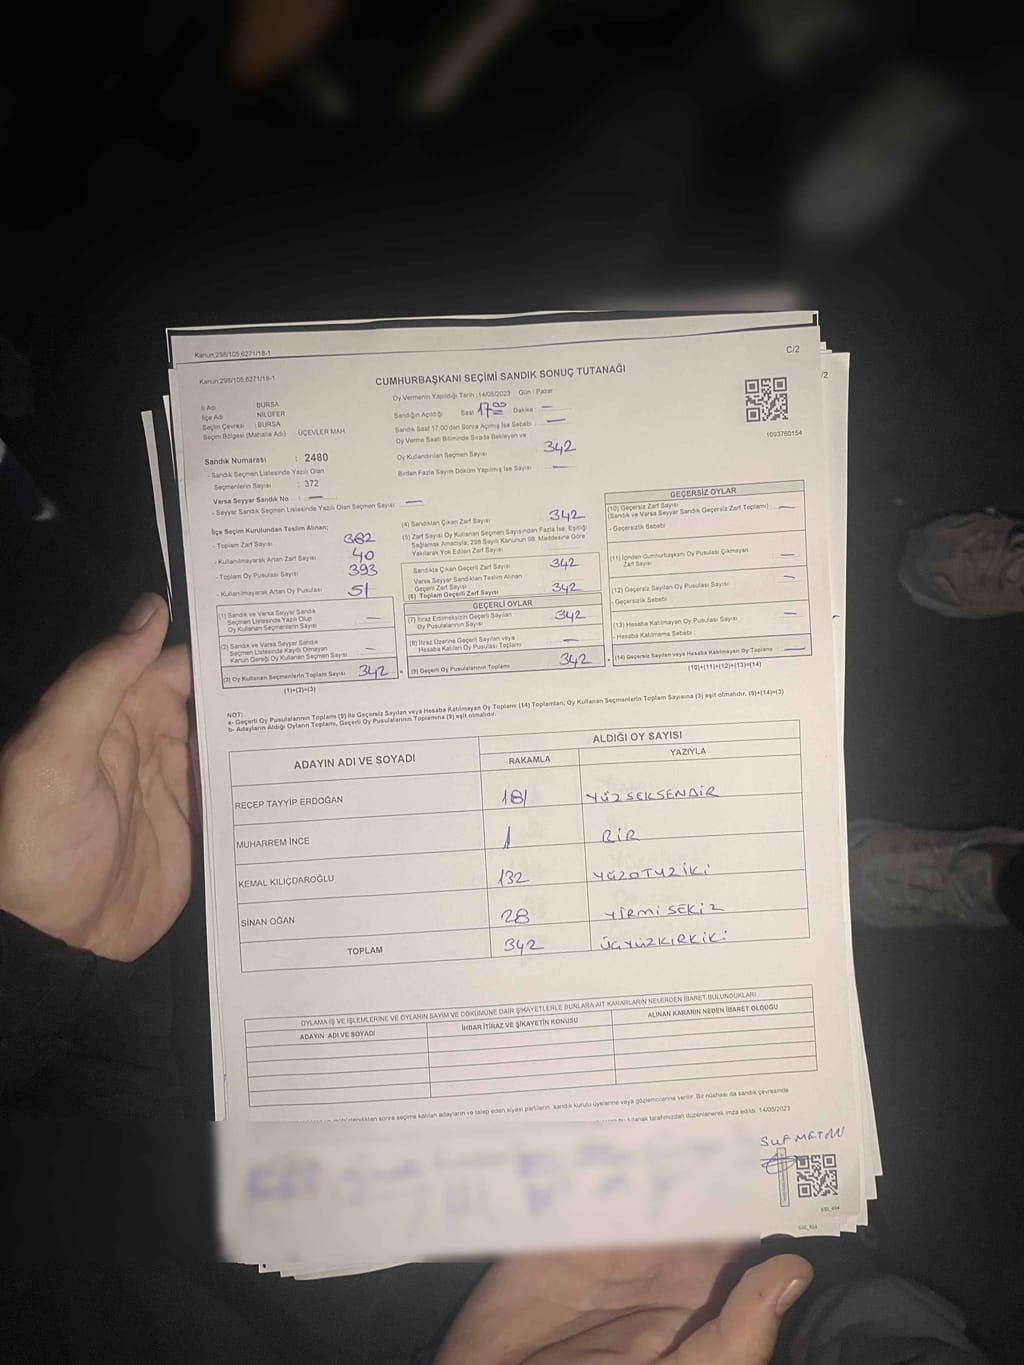 Kanun:298/105;6271/18-1
C/2
Kanun:298/105;6271/18-1
/2
CUMHURBAŞKANI SEÇİMİ SANDIK SONUÇ TUTANAĞI
İl Adı : BURSA
İlçe Adı : NİLÜFER
Seçim Çevresi : BURSA
Seçim Bölgesi (Mahalle Adı) : ÜÇEVLER MAH.
Sandık Numarası : 2480
- Sandık Seçmen Listesinde Yazılı Olan
Seçmenlerin Sayısı : 372
Varsa Seyyar Sandık No : —
- Seyyar Sandık Seçmen Listesinde Yazılı Olan Seçmen Sayısı : —
Oy Vermenin Yapıldığı Tarih :14/05/2023 Gün : Pazar
Sandığın Açıldığı Saat 17 00 Dakika —
Sandık Saat 17:00'den Sonra Açılmış İse Sebebi : —
Oy Verme Saati Bitiminde Sırada Bekleyen ve
Oy Kullandırılan Seçmen Sayısı 342
Birden Fazla Sayım Döküm Yapılmış İse Sayısı —
1093760154
İlçe Seçim Kurulundan Teslim Alınan;
- Toplam Zarf Sayısı 382
- Kullanılmayarak Artan Zarf Sayısı 40
- Toplam Oy Pusulası Sayısı 393
- Kullanılmayarak Artan Oy Pusulası 51
(1) Sandık ve Varsa Seyyar Sandık
Seçmen Listesinde Yazılı Olup
Oy Kullanan Seçmenlerin Sayısı —
(2) Sandık ve Varsa Seyyar Sandık
Seçmen Listesinde Kayıtlı Olmayan
Kanun Gereği Oy Kullanan Seçmen Sayısı —
(3) Oy Kullanan Seçmenlerin Toplam Sayısı 342
(1)+(2)=(3)
(4) Sandıktan Çıkan Zarf Sayısı 342
(5) Zarf Sayısı Oy Kullanan Seçmen Sayısından Fazla İse, Eşitliği
Sağlamak Amacıyla, 298 Sayılı Kanunun 98. Maddesine Göre
Yakılarak Yok Edilen Zarf Sayısı
Sandıkta Çıkan Geçerli Zarf Sayısı 342
Varsa Seyyar Sandıktan Teslim Alınan
Geçerli Zarf Sayısı
(6) Toplam Geçerli Zarf Sayısı 342
GEÇERLİ OYLAR
(7) İtiraz Edilmeksizin Geçerli Sayılan
Oy Pusulalarının Sayısı 342
(8) İtiraz Üzerine Geçerli Sayılan veya
Hesaba Katılan Oy Pusulası Toplamı —
(9) Geçerli Oy Pusulalarının Toplamı 342
GEÇERSİZ OYLAR
(10) Geçersiz Zarf Sayısı
(Sandık ve Varsa Seyyar Sandık Geçersiz Zarf Toplamı) —
- Geçersizlik Sebebi :
(11) İçinden Cumhurbaşkanı Oy Pusulası Çıkmayan
Zarf Sayısı —
(12) Geçersiz Sayılan Oy Pusulası Sayısı —
- Geçersizlik Sebebi :
(13) Hesaba Katılmayan Oy Pusulası Sayısı —
- Hesaba Katılmama Sebebi :
(14) Geçersiz Sayılan veya Hesaba Katılmayan Oy Toplamı —
(10)+(11)+(12)+(13)=(14)
NOT:
a- Geçerli Oy Pusulalarının Toplamı (9) ile Geçersiz Sayılan veya Hesaba Katılmayan Oy Toplamı (14) Toplamları, Oy Kullanan Seçmenlerin Toplam Sayısına (3) eşit olmalıdır. (9)+(14)=(3)
b- Adayların Aldığı Oyların Toplamı, Geçerli Oy Pusulalarının Toplamına (9) eşit olmalıdır.
ADAYIN ADI VE SOYADI
ALDIĞI OY SAYISI
RAKAMLA YAZIYLA
RECEP TAYYİP ERDOĞAN 181 YÜZSEKSENBİR
MUHARREM İNCE 1 BİR
KEMAL KILIÇDAROĞLU 132 YÜZOTUZİKİ
SİNAN OĞAN 28 YİRMİSEKİZ
TOPLAM 342 ÜÇYÜZKIRKİKİ
OYLAMA İŞ VE İŞLEMLERİNE VE OYLARIN SAYIM VE DÖKÜMÜNE DAİR ŞİKAYETLERLE BUNLARA AİT KARARLARIN NELERDEN İBARET BULUNDUKLARI
ADAYIN ADI VE SOYADI İHBAR İTİRAZ VE ŞİKAYETİN KONUSU ALINAN KARARIN NEDEN İBARET OLDUĞU
sonra seçime katılan adayların ve talep eden siyasi partilerin sandık kurulu üyelerine veya gözlemcilerine verilir. Bir nüshası da sandık çevresinde
tutanak tarafımızdan düzenlenerek imza edildi. 14/05/2023